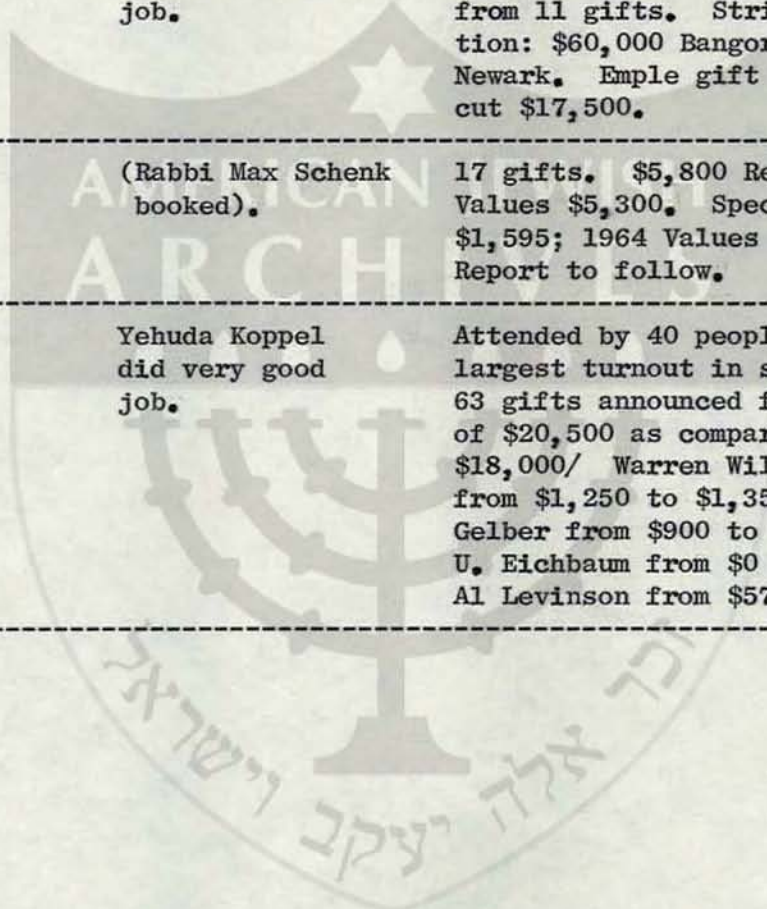 job.
from 11 gifts. Stri
tion: $60,000 Bangor
Newark. Emple gift
cut $17,500.
(Rabbi Max Schenk
booked).
17 gifts. $5,800 Re
Values $5,300. Spec
$1,595; 1964 Values
Report to follow.
Yehuda Koppel
did very good
job.
Attended by 40 peopl
largest turnout in s
63 gifts announced f
of $20,500 as compar
$18,000/ Warren Wil
from $1,250 to $1,35
Gelber from $900 to
U. Eichbaum from $0
Al Levinson from $57
AMERICAN JEWISH
ARCHIVES
זכר אלה יעקב וישראל